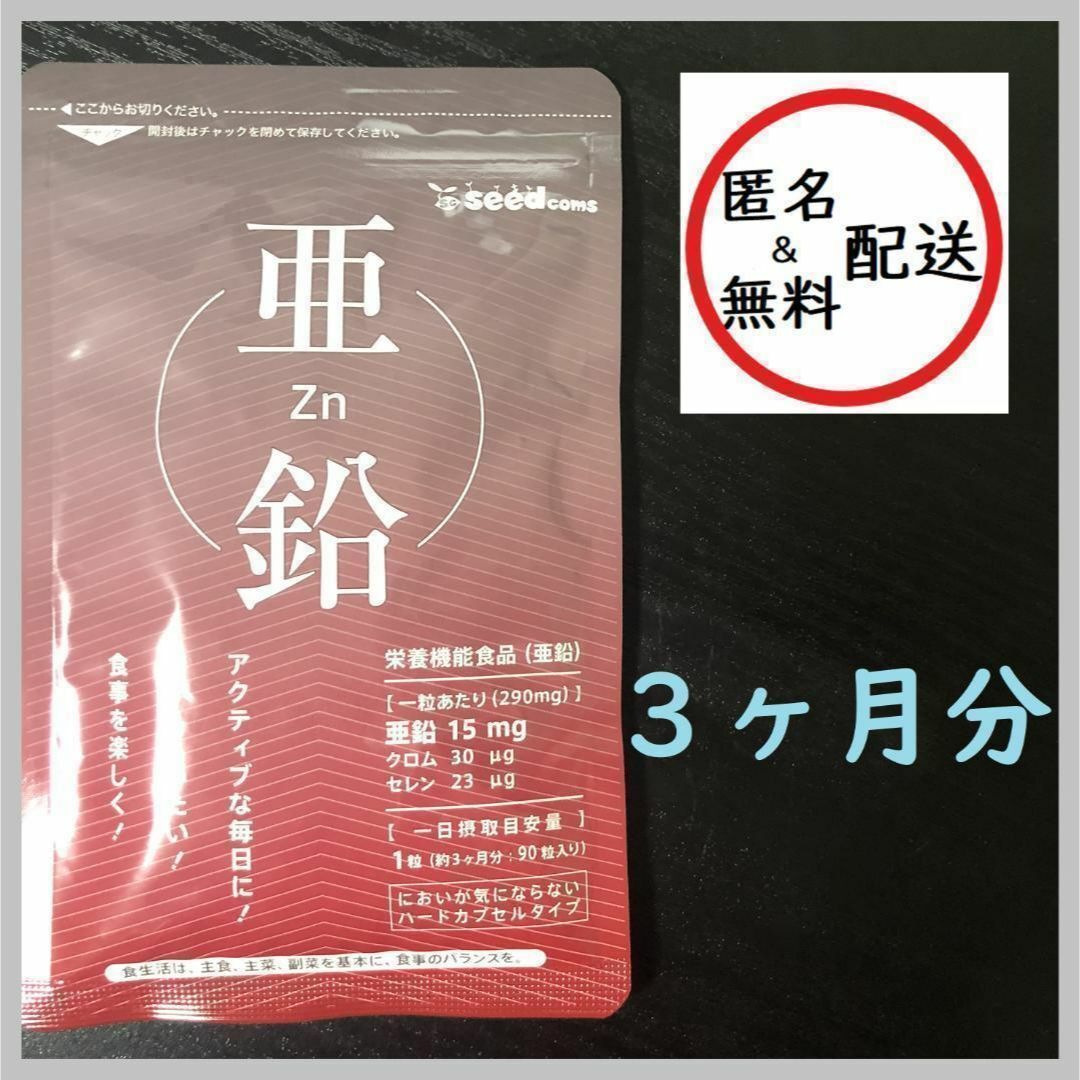 ここからお切りください。
チャック 開封後はチャックを閉めて保存してください。
seedcoms
亜
Zn
鉛
アクティブな毎日に！
たい！
食事を楽しく！
栄養機能食品（亜鉛）
【一粒あたり（290mg）】
亜鉛 15 mg
クロム 30 μg
セレン 23 μg
【 一日摂取目安量 】
1粒（約3ヶ月分：90粒入り）
においが気にならない
ハードカプセルタイプ
食生活は、主食、主菜、副菜を基本に、食事のバランスを。
匿名
&
無料
配送
３ヶ月分